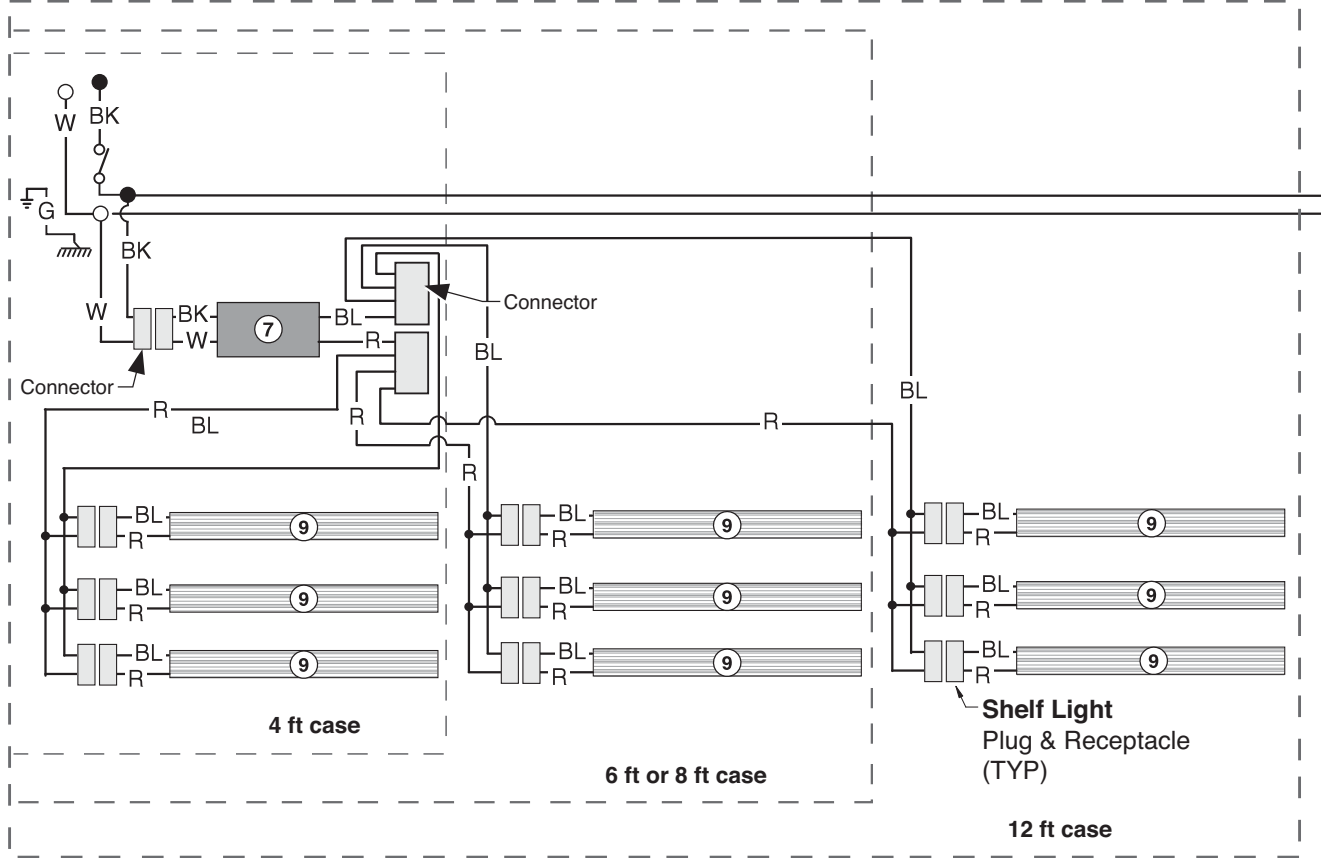 W
BK
G
BK
W
BK
W
7
BL
R
Connector
Connector
BL
BL
R
BL
R
R
R
BL
R
9
BL
R
9
BL
R
9
BL
R
9
BL
R
9
BL
R
9
BL
R
9
BL
R
9
BL
R
9
4 ft case
6 ft or 8 ft case
Shelf Light
Plug & Receptacle
(TYP)
12 ft case